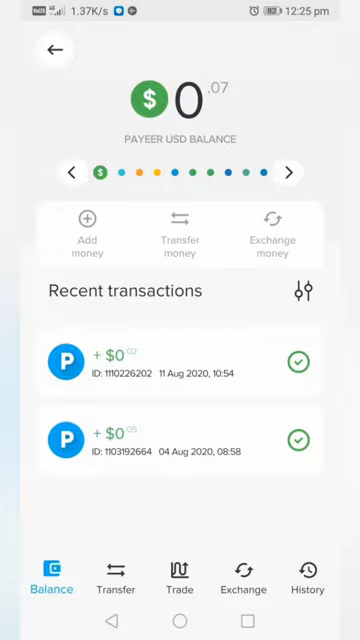 1.37K/s 82 12:25 pm
$ 0.07
PAYEER USD BALANCE
$
Add money
Transfer money
Exchange money
Recent transactions
P + $0.02
ID: 1110226202 11 Aug 2020, 10:54
P + $0.05
ID: 1103192664 04 Aug 2020, 08:58
Balance Transfer Trade Exchange History